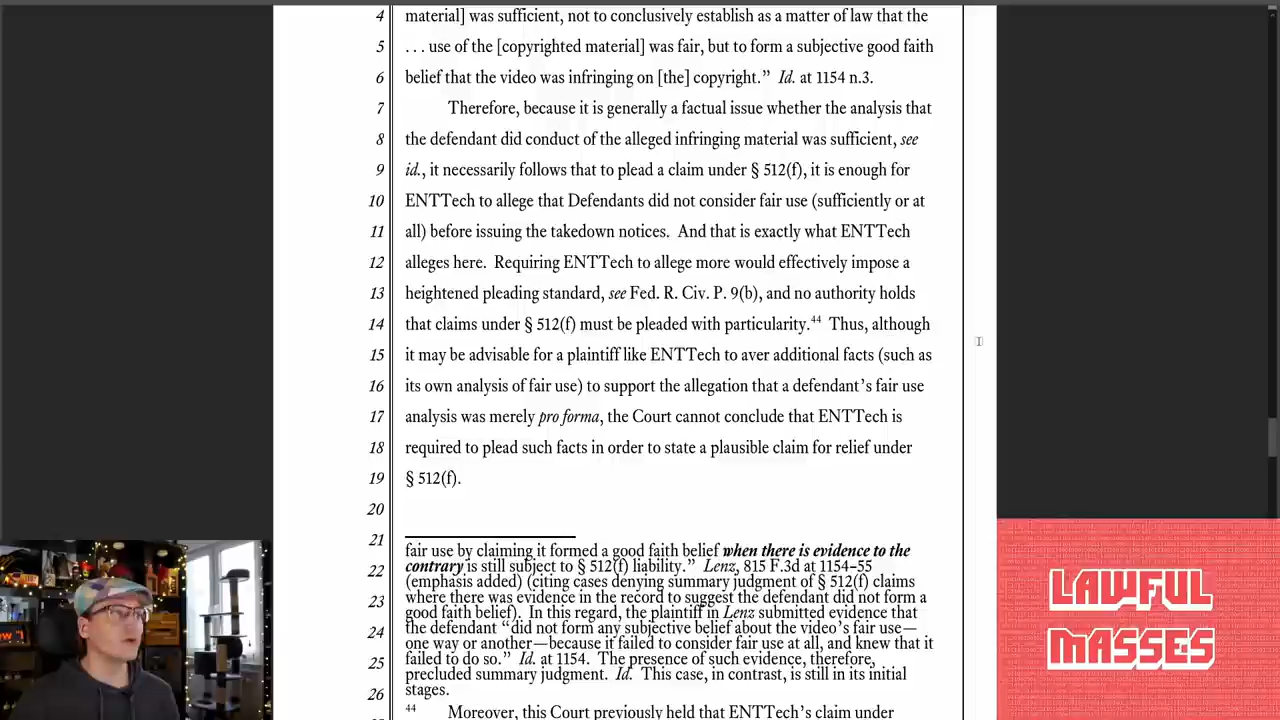 4 material] was sufficient, not to conclusively establish as a matter of law that the
5 . . . use of the [copyrighted material] was fair, but to form a subjective good faith
6 belief that the video was infringing on [the] copyright.” Id. at 1154 n.3.
7 Therefore, because it is generally a factual issue whether the analysis that
8 the defendant did conduct of the alleged infringing material was sufficient, see
9 id., it necessarily follows that to plead a claim under § 512(f), it is enough for
10 ENTTech to allege that Defendants did not consider fair use (sufficiently or at
11 all) before issuing the takedown notices. And that is exactly what ENTTech
12 alleges here. Requiring ENTTech to allege more would effectively impose a
13 heightened pleading standard, see Fed. R. Civ. P. 9(b), and no authority holds
14 that claims under § 512(f) must be pleaded with particularity.44 Thus, although
15 it may be advisable for a plaintiff like ENTTech to aver additional facts (such as
16 its own analysis of fair use) to support the allegation that a defendant’s fair use
17 analysis was merely pro forma, the Court cannot conclude that ENTTech is
18 required to plead such facts in order to state a plausible claim for relief under
19 § 512(f).
20
21 fair use by claiming it formed a good faith belief when there is evidence to the
22 contrary is still subject to § 512(f) liability.” Lenz, 815 F.3d at 1154–55
(emphasis added) (citing cases denying summary judgment of § 512(f) claims
23 where there was evidence in the record to suggest the defendant did not form a
good faith belief). In that regard, the plaintiff in Lenz submitted evidence that
24 the defendant “did not form any subjective belief about the video’s fair use—
one way or another—because it failed to consider fair use at all, and knew that it
25 failed to do so.” Id. at 1154. The presence of such evidence, therefore,
precluded summary judgment. Id. This case, in contrast, is still in its initial
26 stages.
44 Moreover, this Court previously held that ENTTech’s claim under
LAWFUL
MASSES